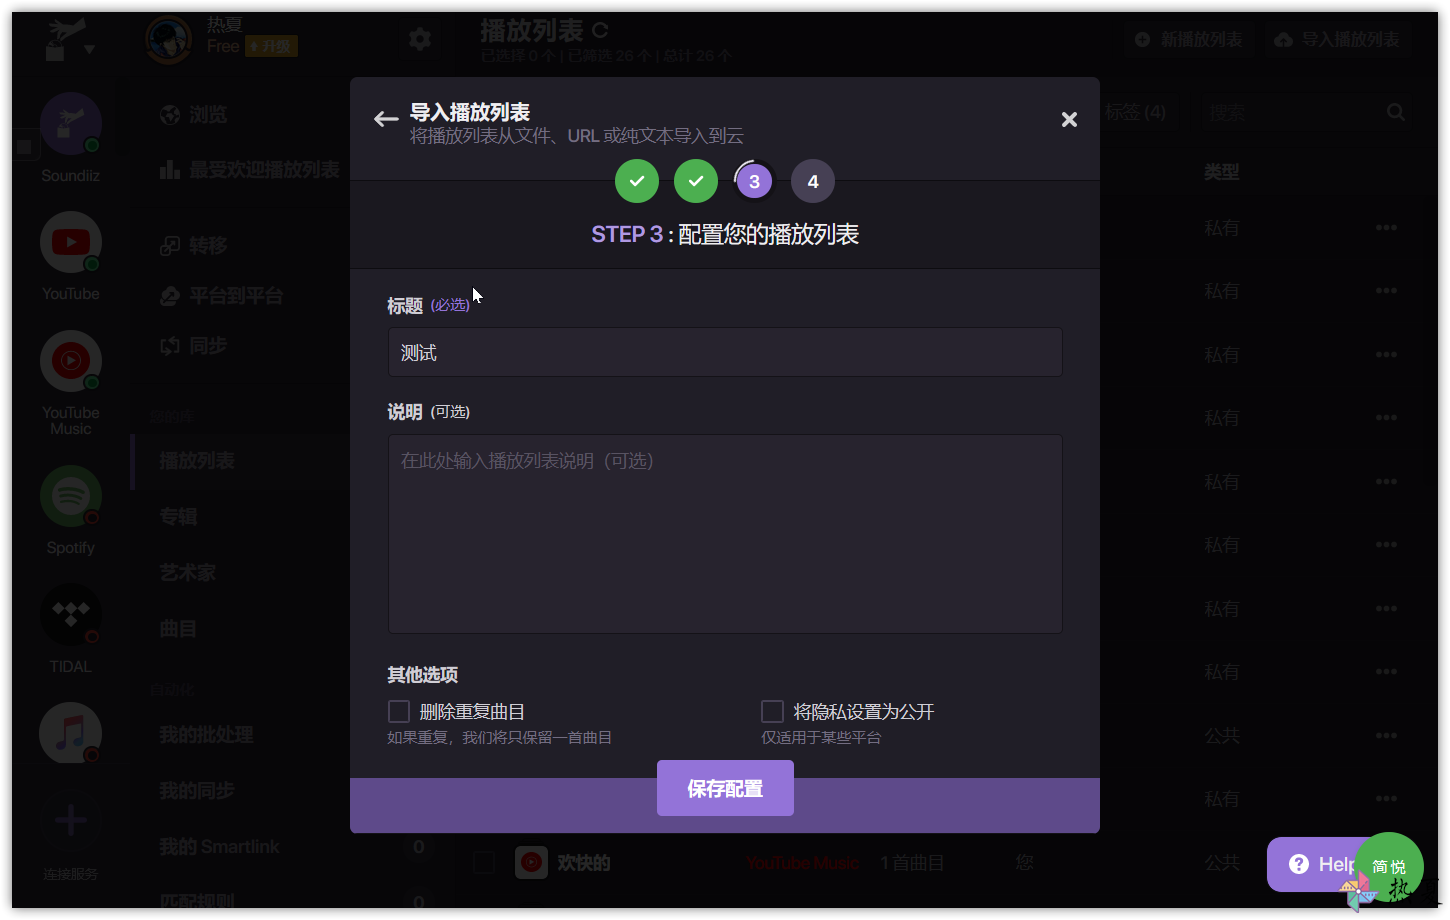 热夏
Free 升级
播放列表
已选择 0 个 | 已筛选 26 个 | 总计 26 个
新播放列表
导入播放列表
Soundiiz
YouTube
YouTube
Music
Spotify
TIDAL
连接服务
浏览
最受欢迎播放列表
转移
平台到平台
同步
您的库
播放列表
专辑
艺术家
曲目
自动化
我的批处理
我的同步
我的 Smartlink
0
匹配规则
0
导入播放列表
将播放列表从文件、URL 或纯文本导入到云
3
4
STEP 3 : 配置您的播放列表
标题 (必选)
测试
说明 (可选)
在此处输入播放列表说明（可选）
其他选项
删除重复曲目
如果重复，我们将只保留一首曲目
将隐私设置为公开
仅适用于某些平台
保存配置
标签 (4)
搜索
类型
私有
私有
私有
私有
私有
私有
私有
私有
公共
私有
欢快的
YouTube Music
1 首曲目
您
公共
Help
简悦
热